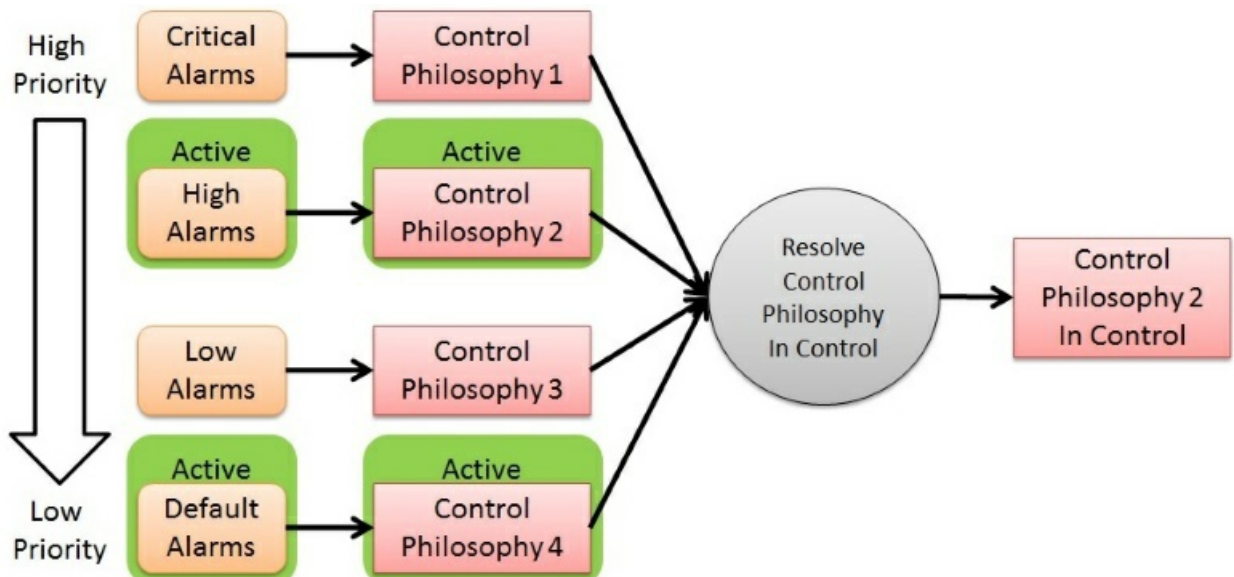 High
Priority
Critical
Alarms
Control
Philosophy 1
Active
High
Alarms
Active
Control
Philosophy 2
Low
Alarms
Control
Philosophy 3
Active
Default
Alarms
Active
Control
Philosophy 4
Low
Priority
Resolve
Control
Philosophy
In Control
Control
Philosophy 2
In Control